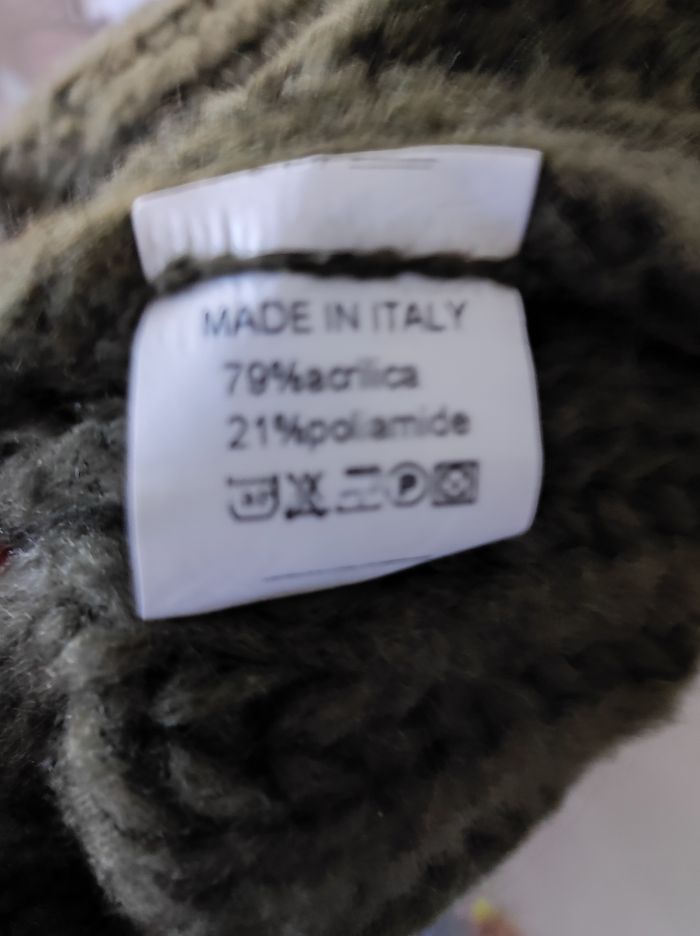 MADE IN ITALY
79%acrilica
21%poliamide
P